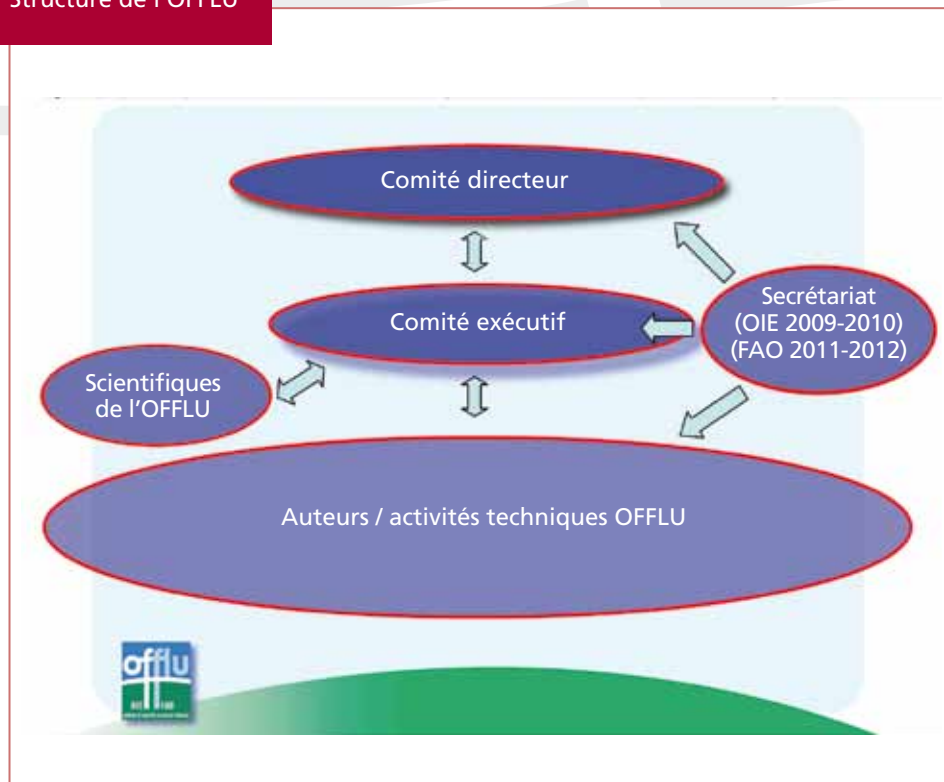 Structure de l'OFFLU
Comité directeur
Comité exécutif
Secrétariat
(OIE 2009-2010)
(FAO 2011-2012)
Scientifiques
de l'OFFLU
Auteurs / activités techniques OFFLU
offlu